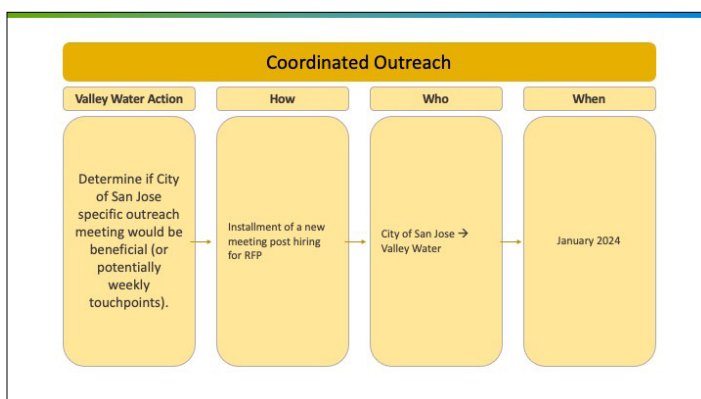 Coordinated Outreach
Valley Water Action
How
Who
When
Determine if City
of San Jose
specific outreach
meeting would be
beneficial (or
potentially
weekly
touchpoints).
Installment of a new
meeting post hiring
for RFP
City of San Jose →
Valley Water
January 2024